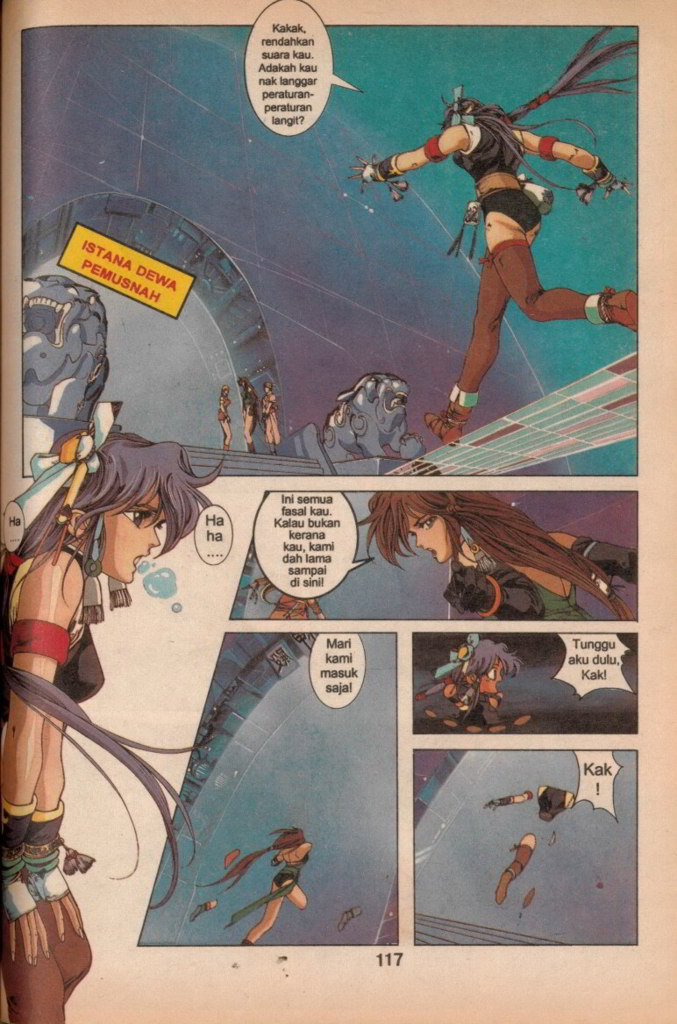 Kakak,
rendahkan
suara kau.
Adakah kau
nak langgar
peraturan-
peraturan
langit?
ISTANA DEWA
PEMUSNAH
Ha
Ha
ha
....
Ini semua
fasal kau.
Kalau bukan
kerana
kau, kami
dah lama
sampai
di sini!
Mari
kami
masuk
saja!
Tunggu
aku dulu,
Kak!
Kak
!
117